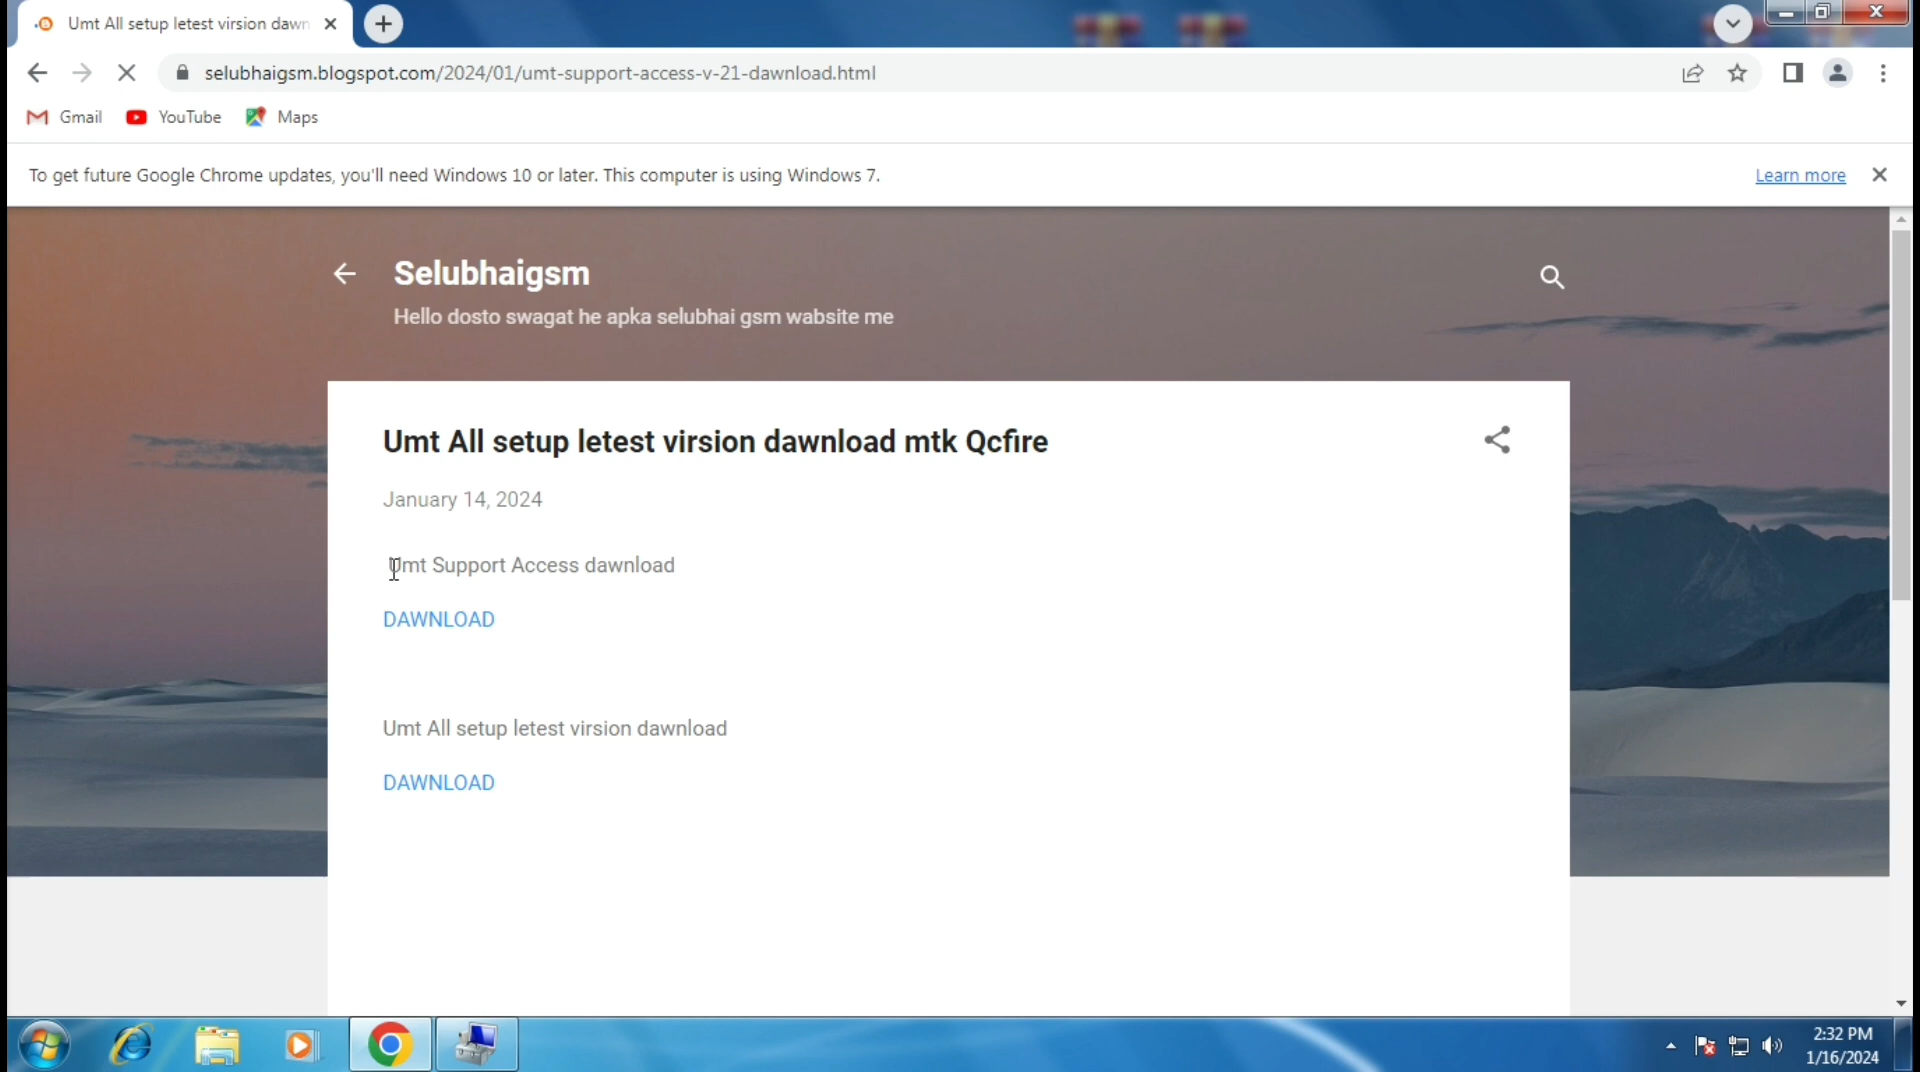 Umt All setup letest virsion dawn
selubhaigsm.blogspot.com/2024/01/umt-support-access-v-21-dawnload.html
Gmail YouTube Maps
To get future Google Chrome updates, you'll need Windows 10 or later. This computer is using Windows 7. Learn more
Selubhaigsm
Hello dosto swagat he apka selubhai gsm wabsite me
Umt All setup letest virsion dawnload mtk Qcfire
January 14, 2024
Umt Support Access dawnload
DAWNLOAD
Umt All setup letest virsion dawnload
DAWNLOAD
2:32 PM
1/16/2024